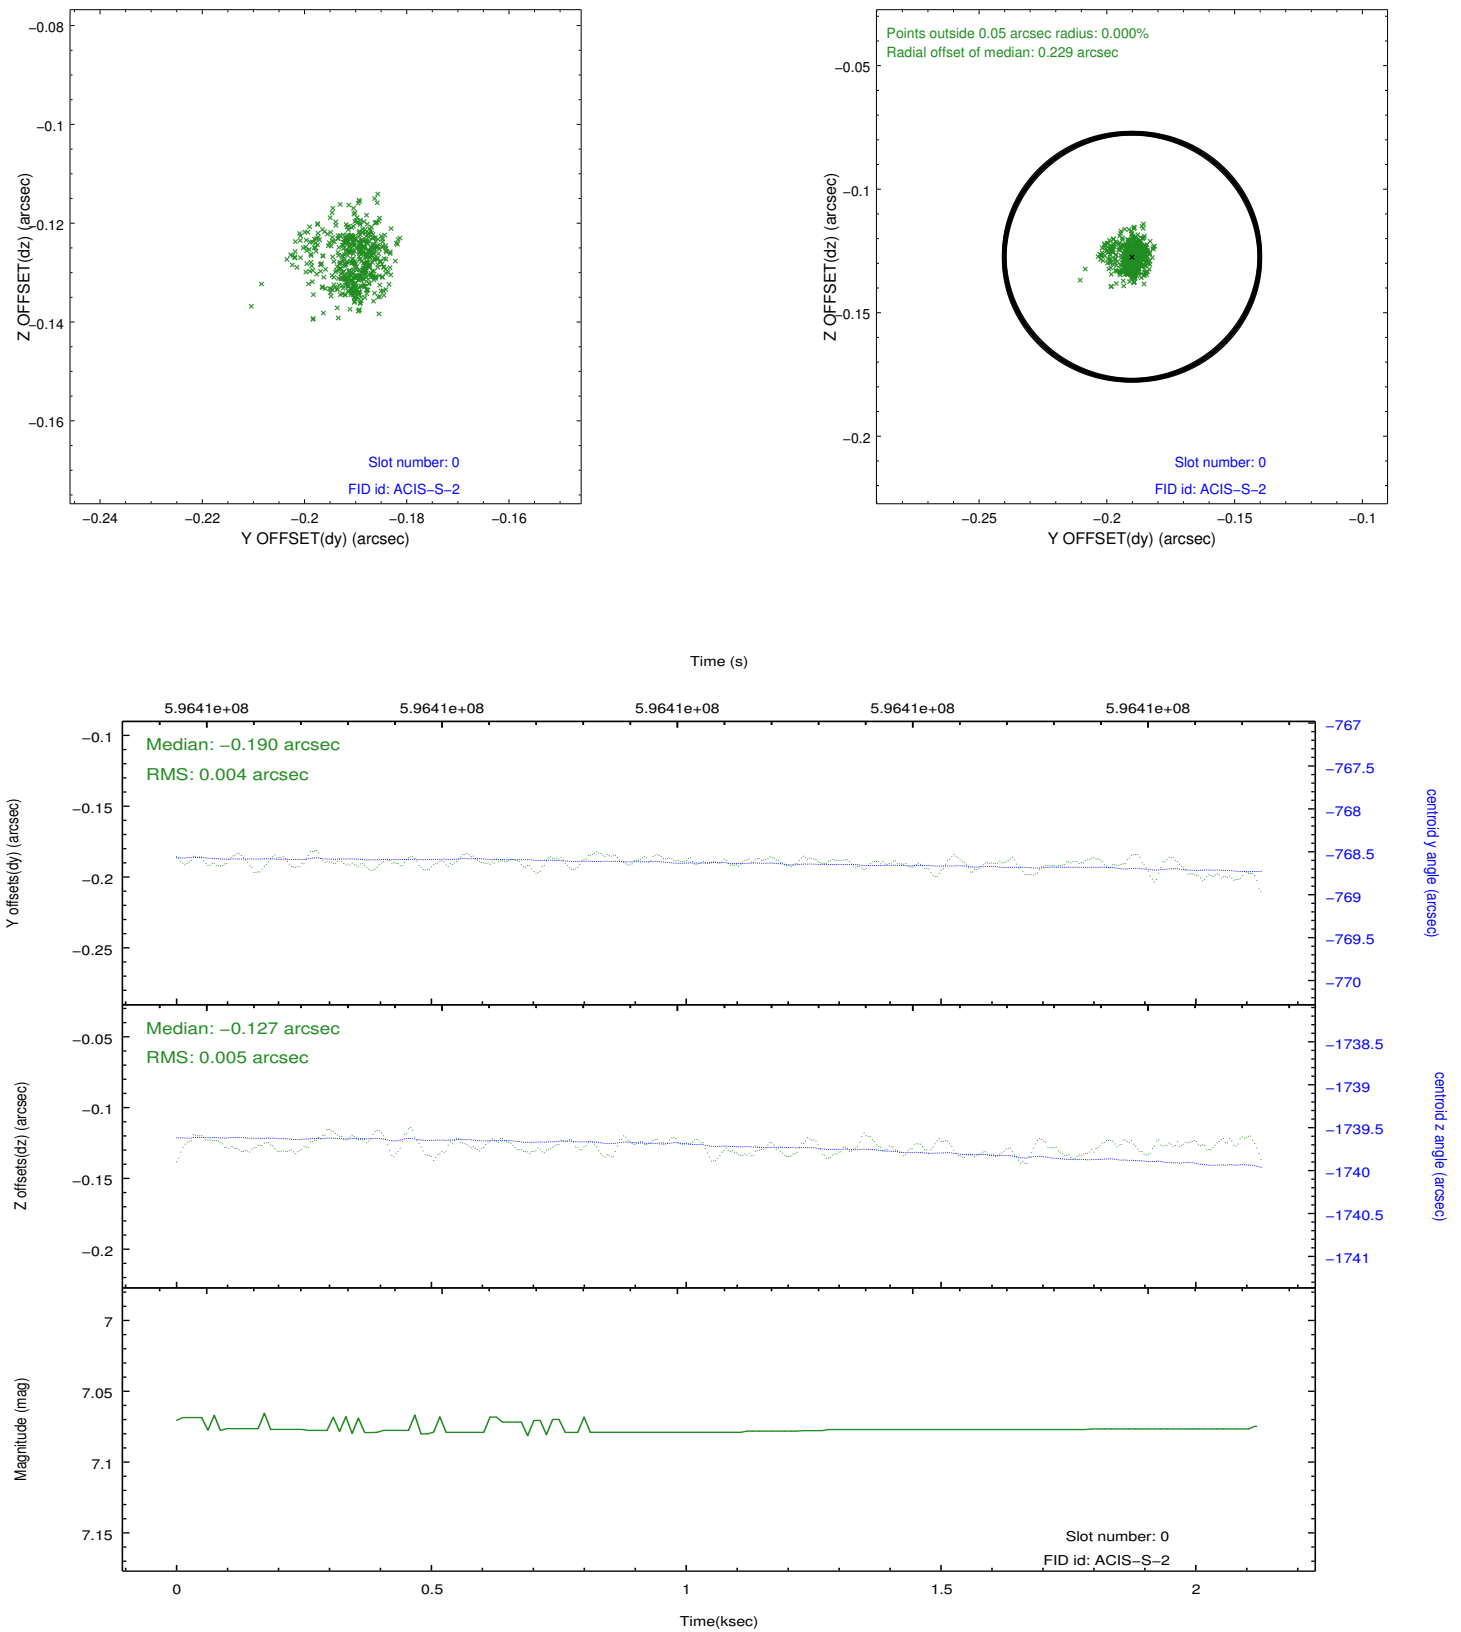 −0.08
−0.1
−0.12
−0.14
−0.16
Z OFFSET(dz) (arcsec)
Slot number: 0
FID id: ACIS−S−2
−0.24 −0.22 −0.2 −0.18 −0.16
Y OFFSET(dy) (arcsec)
Points outside 0.05 arcsec radius: 0.000%
Radial offset of median: 0.229 arcsec
−0.05
−0.1
−0.15
−0.2
Z OFFSET(dz) (arcsec)
Slot number: 0
FID id: ACIS−S−2
−0.25 −0.2 −0.15 −0.1
Y OFFSET(dy) (arcsec)
Time (s)
5.9641e+08 5.9641e+08 5.9641e+08 5.9641e+08 5.9641e+08
Median: −0.190 arcsec
RMS: 0.004 arcsec
−0.1
−0.15
−0.2
−0.25
Y offsets(dy) (arcsec)
−767
−767.5
−768
−768.5
−769
−769.5
−770
centroid y angle (arcsec)
Median: −0.127 arcsec
RMS: 0.005 arcsec
−0.05
−0.1
−0.15
−0.2
Z offsets(dz) (arcsec)
−1738.5
−1739
−1739.5
−1740
−1740.5
−1741
centroid z angle (arcsec)
7
7.05
7.1
7.15
Magnitude (mag)
Slot number: 0
FID id: ACIS−S−2
0 0.5 1 1.5 2
Time(ksec)